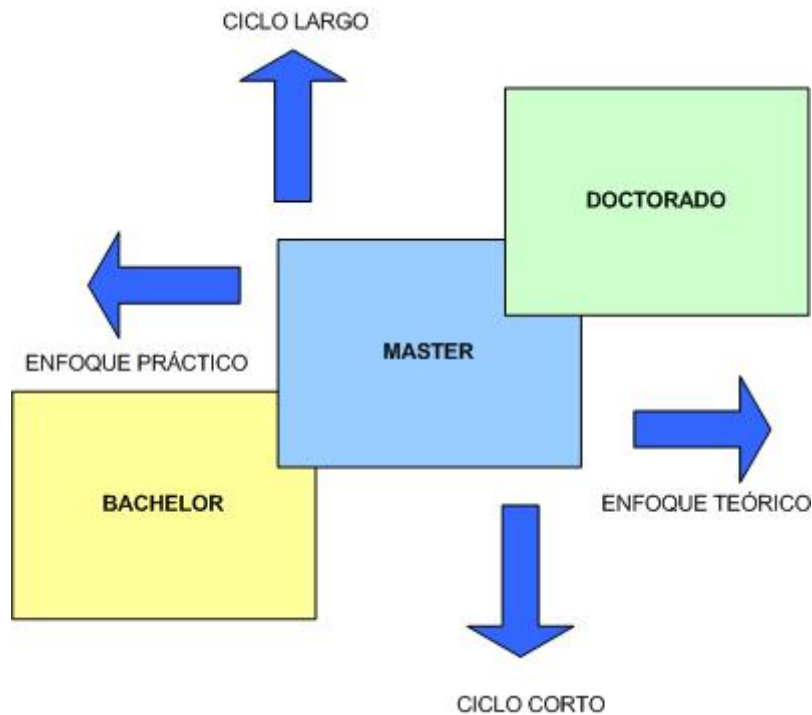 CICLO LARGO
DOCTORADO
MASTER
ENFOQUE PRÁCTICO
BACHELOR
ENFOQUE TEÓRICO
CICLO CORTO